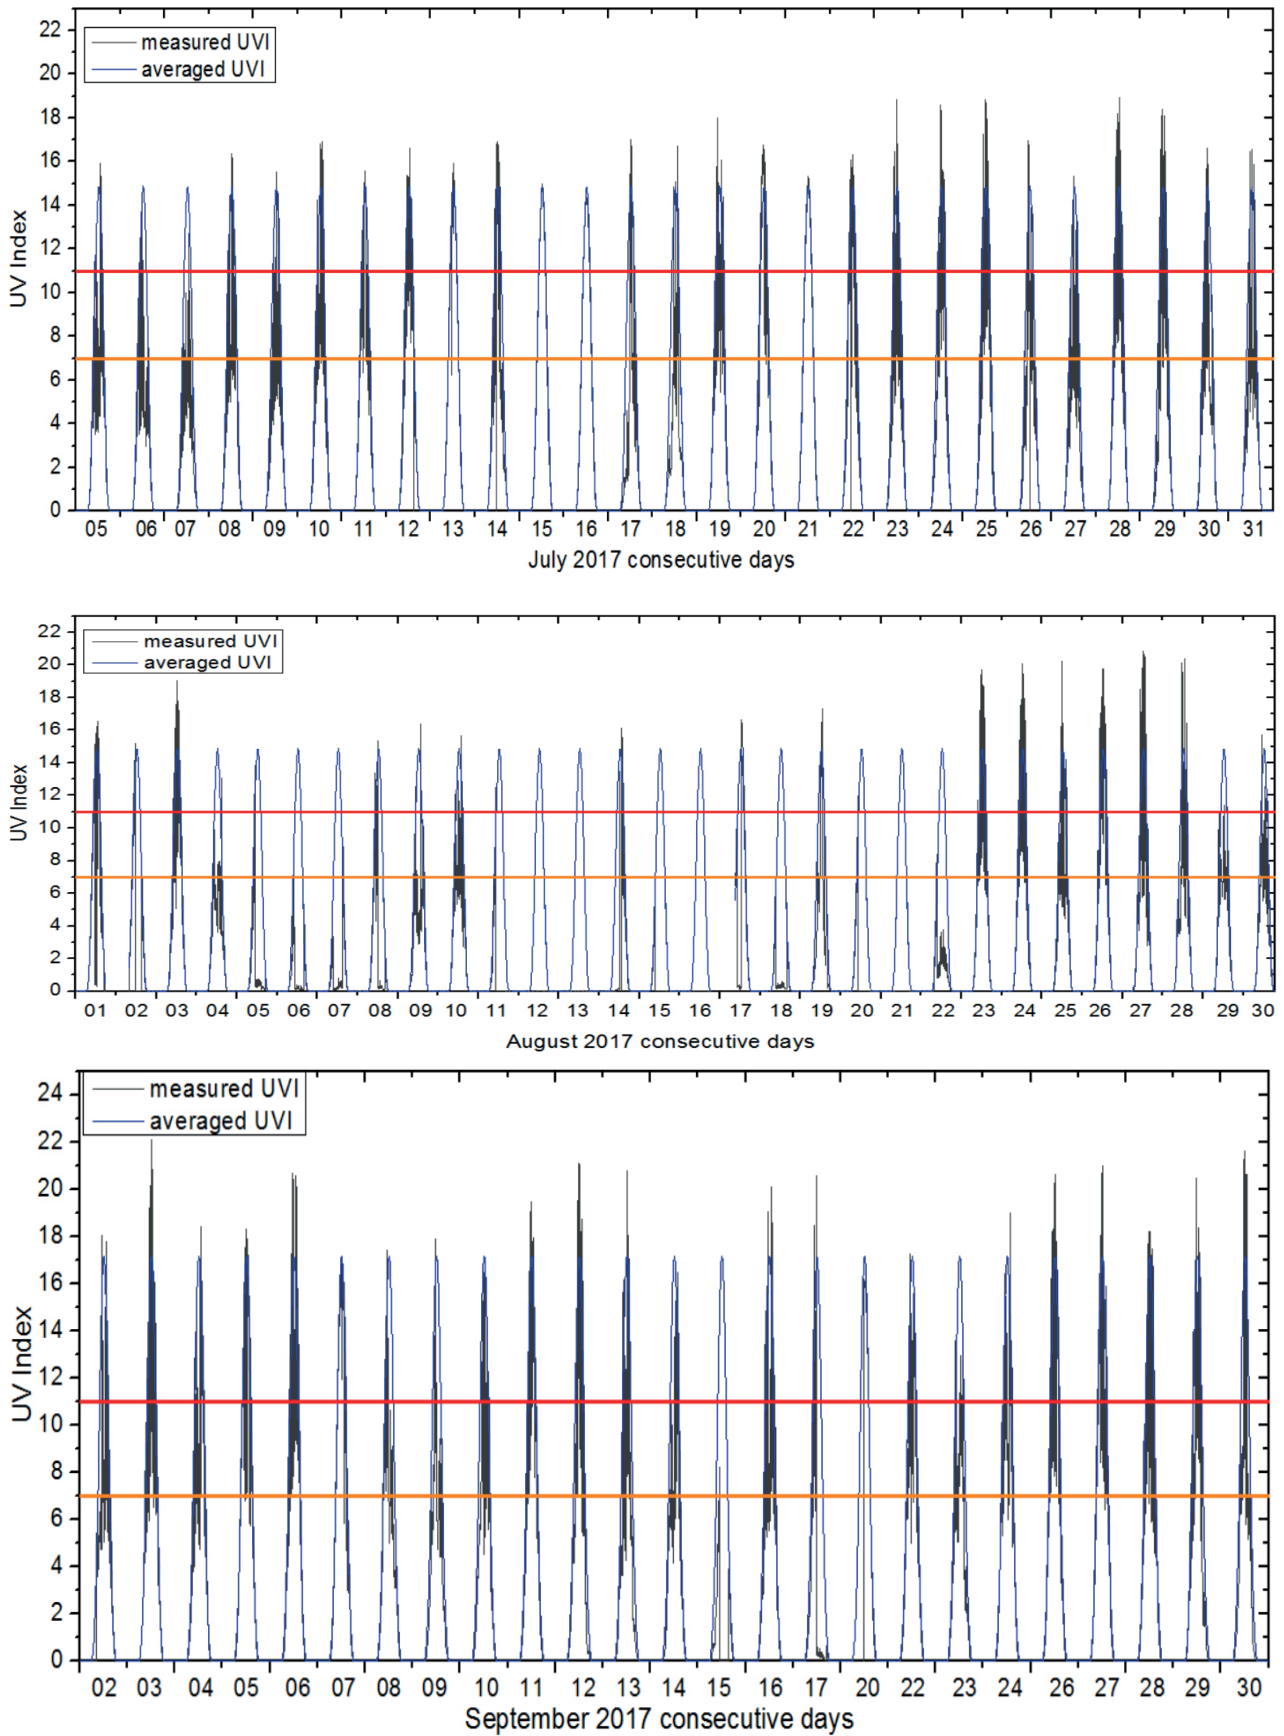 22
20
18
16
14
12
10
8
6
4
2
0
UV Index
measured UVI
averaged UVI
05 06 07 08 09 10 11 12 13 14 15 16 17 18 19 20 21 22 23 24 25 26 27 28 29 30 31
July 2017 consecutive days
22
20
18
16
14
12
10
8
6
4
2
0
UV Index
measured UVI
averaged UVI
01 02 03 04 05 06 07 08 09 10 11 12 13 14 15 16 17 18 19 20 21 22 23 24 25 26 27 28 29 30
August 2017 consecutive days
24
22
20
18
16
14
12
10
8
6
4
2
0
UV Index
measured UVI
averaged UVI
02 03 04 05 06 07 08 09 10 11 12 13 14 15 16 17 20 22 23 24 26 27 28 29 30
September 2017 consecutive days